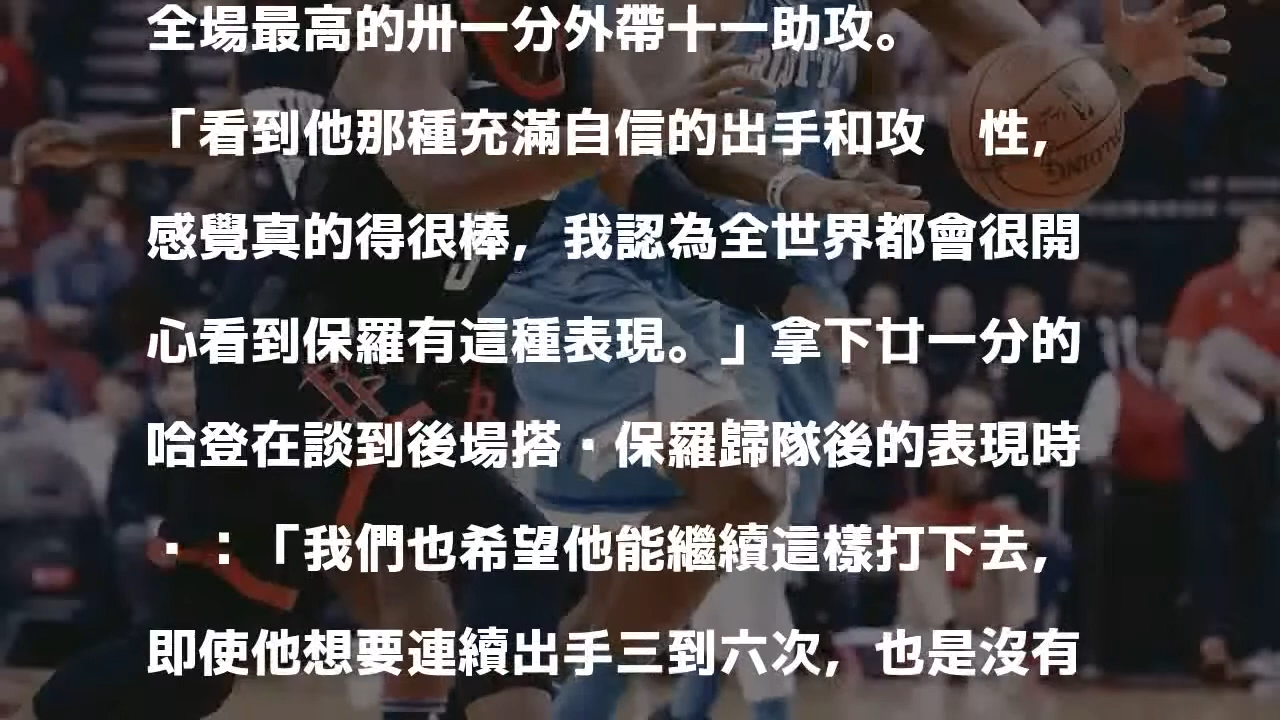 全場最高的卅一分外帶十一助攻。
「看到他那種充滿自信的出手和攻　性，
感覺真的得很棒，我認為全世界都會很開
心看到保羅有這種表現。」拿下廿一分的
哈登在談到後場搭·保羅歸隊後的表現時
·：「我們也希望他能繼續這樣打下去，
即使他想要連續出手三到六次，也是沒有
SPALDING